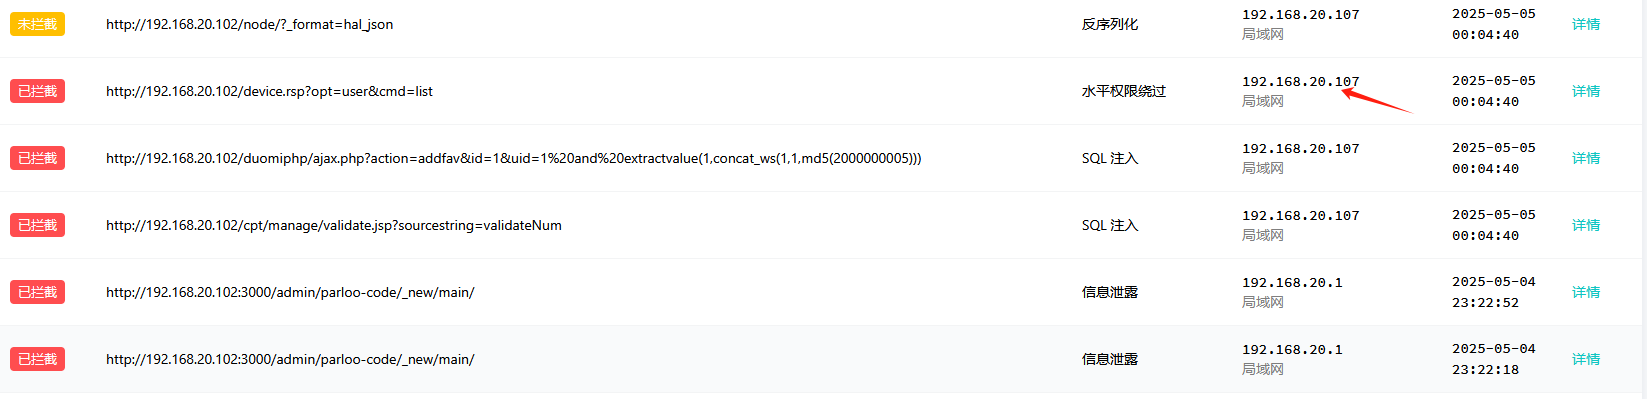 未拦截 http://192.168.20.102/node/?_format=hal_json 反序列化 192.168.20.107 局域网 2025-05-05 00:04:40 详情
已拦截 http://192.168.20.102/device.rsp?opt=user&cmd=list 水平权限绕过 192.168.20.107 局域网 2025-05-05 00:04:40 详情
已拦截 http://192.168.20.102/duomiphp/ajax.php?action=addfav&id=1&uid=1%20and%20extractvalue(1,concat_ws(1,1,md5(2000000005))) SQL 注入 192.168.20.107 局域网 2025-05-05 00:04:40 详情
已拦截 http://192.168.20.102/cpt/manage/validate.jsp?sourcestring=validateNum SQL 注入 192.168.20.107 局域网 2025-05-05 00:04:40 详情
已拦截 http://192.168.20.102:3000/admin/parloo-code/_new/main/ 信息泄露 192.168.20.1 局域网 2025-05-04 23:22:52 详情
已拦截 http://192.168.20.102:3000/admin/parloo-code/_new/main/ 信息泄露 192.168.20.1 局域网 2025-05-04 23:22:18 详情